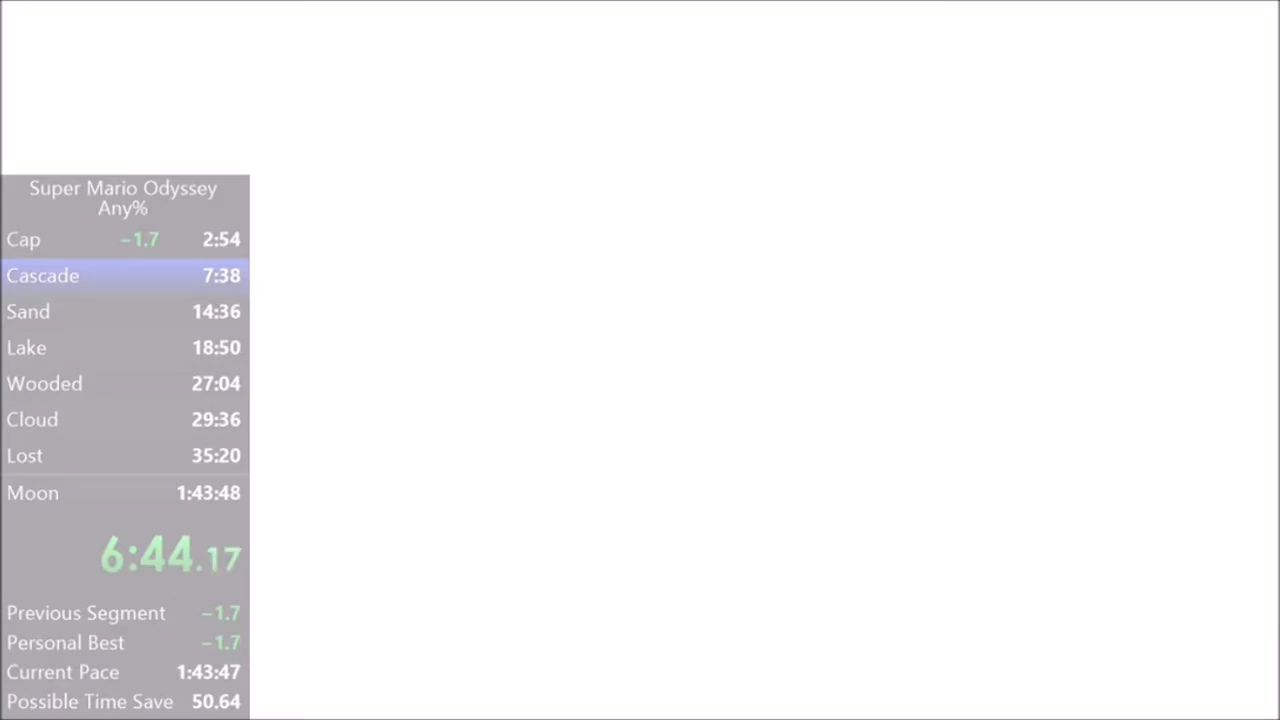 Super Mario Odyssey
Any%
Cap −1.7 2:54
Cascade 7:38
Sand 14:36
Lake 18:50
Wooded 27:04
Cloud 29:36
Lost 35:20
Moon 1:43:48
6:44.17
Previous Segment −1.7
Personal Best −1.7
Current Pace 1:43:47
Possible Time Save 50.64